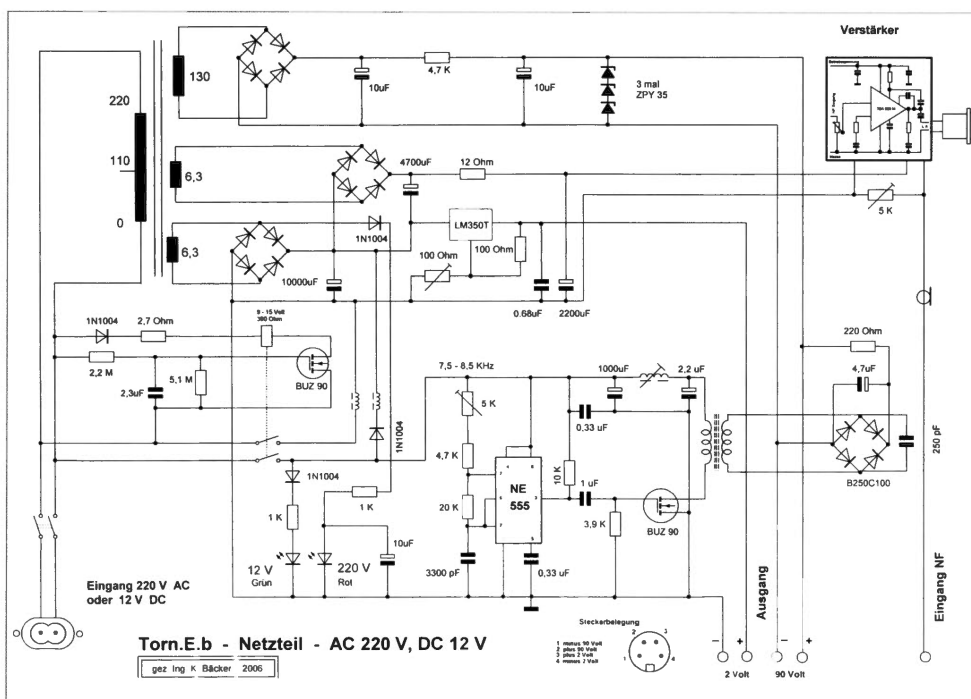 Verstärker
130
4,7 K
10uF
10uF
3 mal
ZPY 35
220
110
0
6,3
4700uF
12 Ohm
5 K
1N1004
LM350T
6,3
100 Ohm
100 Ohm
10000uF
0.68uF
2200uF
9 - 15 Volt
1N1004
2,7 Ohm
220 Ohm
2,2 M
BUZ 90
7,5 - 8,5 KHz
1000uF
2,2 uF
4,7uF
5,1 M
2,3uF
5 K
0,33 uF
1N1004
250 pF
4,7 K
10 K
B250C100
1N1004
NE
555
1 uF
1 K
1 K
20 K
3,9 K
BUZ 90
10uF
12 V
Grün
220 V
Rot
3300 pF
0,33 uF
Eingang 220 V AC
oder 12 V DC
Ausgang
Eingang NF
Steckerbelegung
1 minus 90 Volt
2 plus 90 Volt
3 plus 2 Volt
4 minus 2 Volt
2
3
1
4
Torn.E.b - Netzteil - AC 220 V, DC 12 V
gez Ing K Bäcker 2006
− + − +
2 Volt
90 Volt